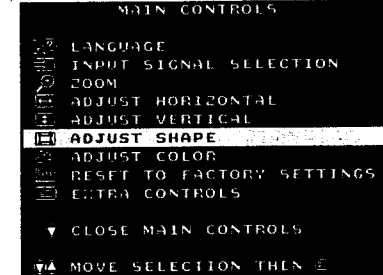 MAIN CONTROLS
LANGUAGE
INPUT SIGNAL SELECTION
ZOOM
ADJUST HORIZONTAL
ADJUST VERTICAL
ADJUST SHAPE
ADJUST COLOR
RESET TO FACTORY SETTINGS
EXTRA CONTROLS
CLOSE MAIN CONTROLS
MOVE SELECTION THEN